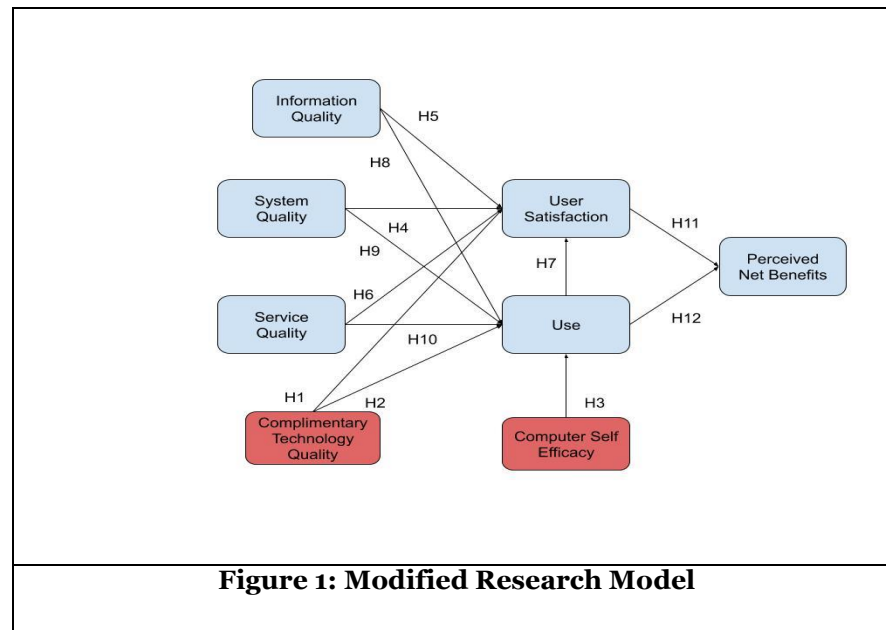 Information
Quality
H5
H8
System
Quality
User
Satisfaction
H4
H11
H9
H7
Perceived
Net Benefits
H6
Service
Quality
Use
H12
H10
H1
H2
H3
Complimentary
Technology
Quality
Computer Self
Efficacy
Figure 1: Modified Research Model